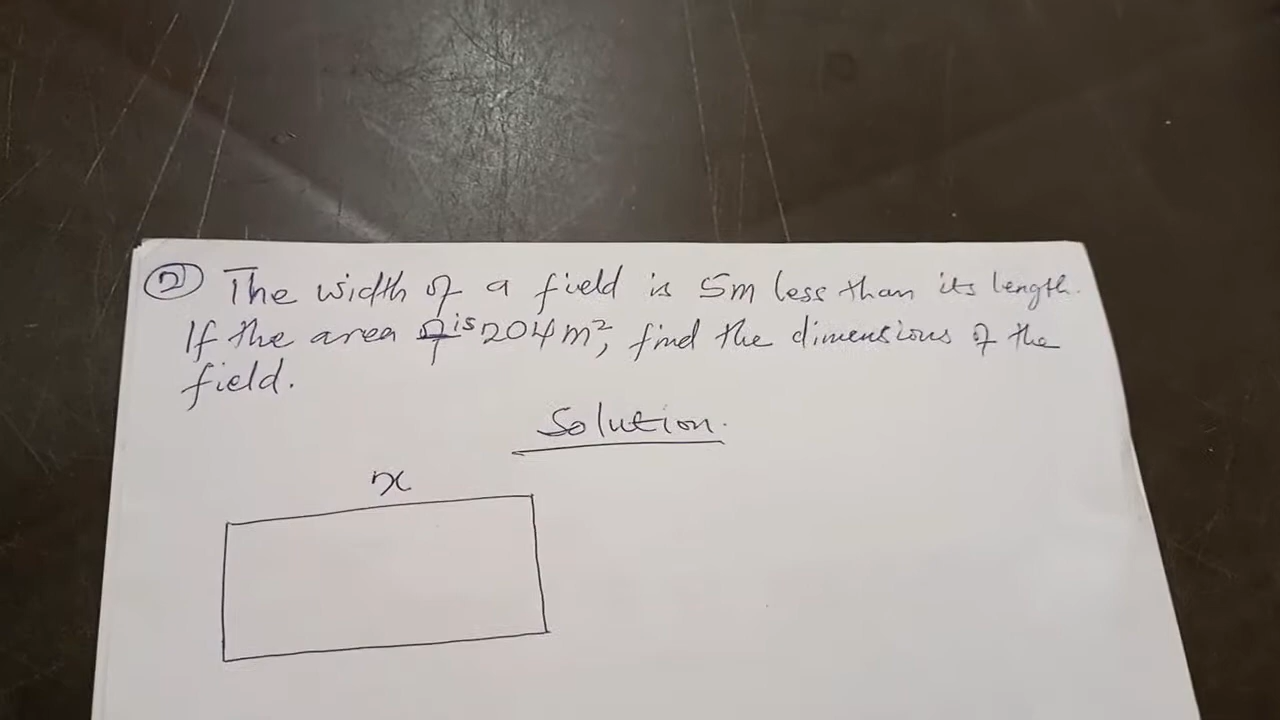 ② The width of a field is 5m less than its length.
If the area is 204m², find the dimensions of the
field.
Solution.
x